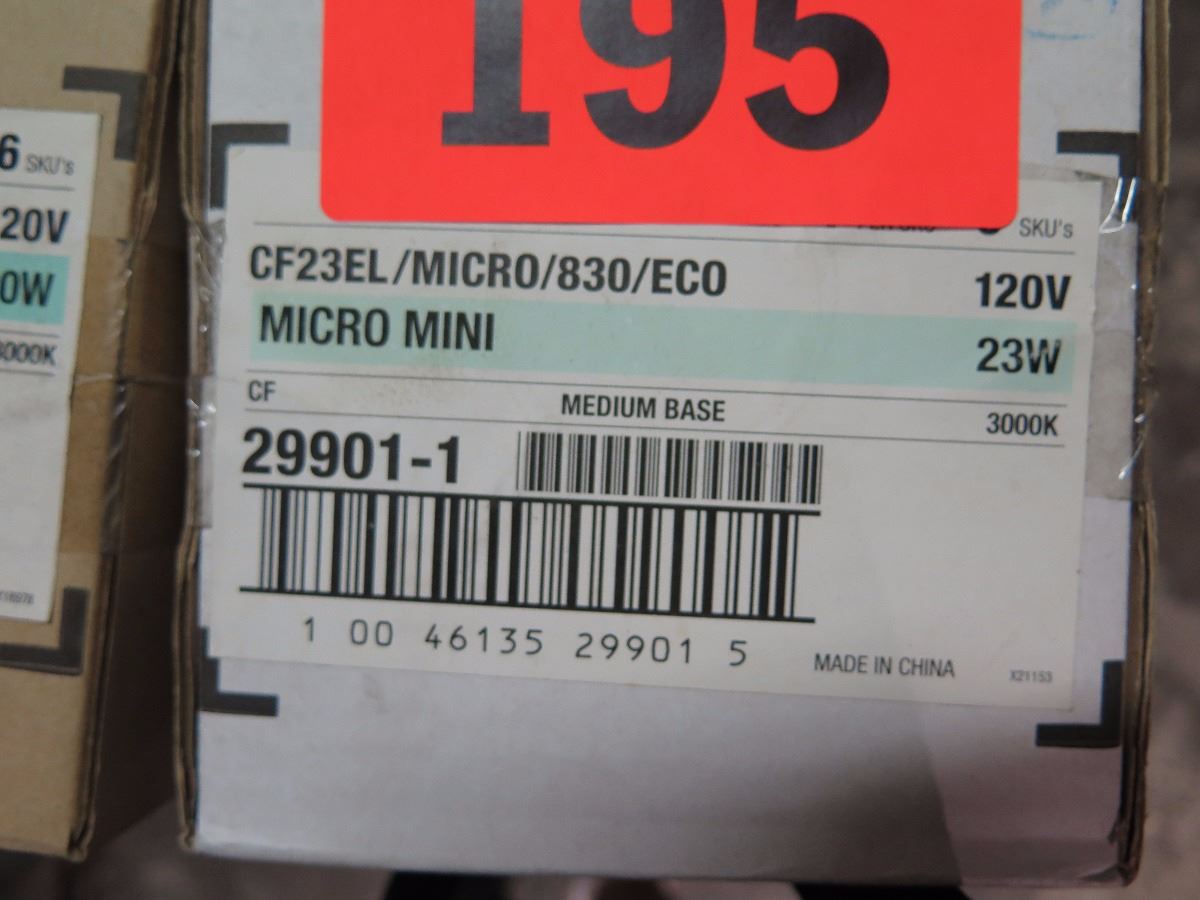 195
6 SKU's
20V
0W
3000K
SKU's
CF23EL/MICRO/830/ECO 120V
MICRO MINI 23W
CF MEDIUM BASE 3000K
29901-1
1 00 46135 29901 5
MADE IN CHINA X21153